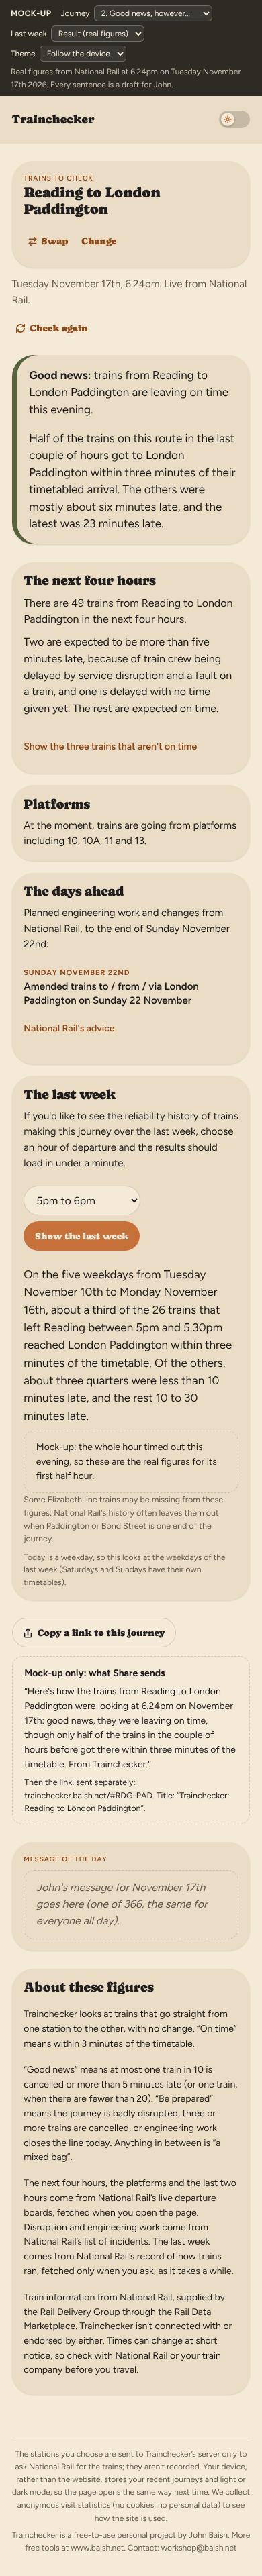 MOCK-UP Journey 2. Good news, however...
Last week Result (real figures)
Theme Follow the device
Real figures from National Rail at 6.24pm on Tuesday November
17th 2026. Every sentence is a draft for John.
Trainchecker
TRAINS TO CHECK
Reading to London
Paddington
Swap Change
Tuesday November 17th, 6.24pm. Live from National
Rail.
Check again
Good news: trains from Reading to
London Paddington are leaving on time
this evening.
Half of the trains on this route in the last
couple of hours got to London
Paddington within three minutes of their
timetabled arrival. The others were
mostly about six minutes late, and the
latest was 23 minutes late.
The next four hours
There are 49 trains from Reading to London
Paddington in the next four hours.
Two are expected to be more than five
minutes late, because of train crew being
delayed by service disruption and a fault on
a train, and one is delayed with no time
given yet. The rest are expected on time.
Show the three trains that aren't on time
Platforms
At the moment, trains are going from platforms
including 10, 10A, 11 and 13.
The days ahead
Planned engineering work and changes from
National Rail, to the end of Sunday November
22nd:
SUNDAY NOVEMBER 22ND
Amended trains to / from / via London
Paddington on Sunday 22 November
National Rail's advice
The last week
If you'd like to see the reliability history of trains
making this journey over the last week, choose
an hour of departure and the results should
load in under a minute.
5pm to 6pm
Show the last week
On the five weekdays from Tuesday
November 10th to Monday November
16th, about a third of the 26 trains that
left Reading between 5pm and 5.30pm
reached London Paddington within three
minutes of the timetable. Of the others,
about three quarters were less than 10
minutes late, and the rest 10 to 30
minutes late.
Mock-up: the whole hour timed out this
evening, so these are the real figures for its
first half hour.
Some Elizabeth line trains may be missing from these
figures: National Rail's history often leaves them out
when Paddington or Bond Street is one end of the
journey.
Today is a weekday, so this looks at the weekdays of the
last week (Saturdays and Sundays have their own
timetables).
Copy a link to this journey
Mock-up only: what Share sends
“Here's how the trains from Reading to London
Paddington were looking at 6.24pm on November
17th: good news, they were leaving on time,
though only half of the trains in the couple of
hours before got there within three minutes of the
timetable. From Trainchecker.”
Then the link, sent separately:
trainchecker.baish.net/#RDG-PAD. Title: “Trainchecker:
Reading to London Paddington”.
MESSAGE OF THE DAY
John's message for November 17th
goes here (one of 366, the same for
everyone all day).
About these figures
Trainchecker looks at trains that go straight from
one station to the other, with no change. “On time”
means within 3 minutes of the timetable.
“Good news” means at most one train in 10 is
cancelled or more than 5 minutes late (or one train,
when there are fewer than 20). “Be prepared”
means the journey is badly disrupted, three or
more trains are cancelled, or engineering work
closes the line today. Anything in between is “a
mixed bag”.
The next four hours, the platforms and the last two
hours come from National Rail's live departure
boards, fetched when you open the page.
Disruption and engineering work come from
National Rail's list of incidents. The last week
comes from National Rail's record of how trains
ran, fetched only when you ask, as it takes a while.
Train information from National Rail, supplied by
the Rail Delivery Group through the Rail Data
Marketplace. Trainchecker isn't connected with or
endorsed by either. Times can change at short
notice, so check with National Rail or your train
company before you travel.
The stations you choose are sent to Trainchecker's server only to
ask National Rail for the trains; they aren't recorded. Your device,
rather than the website, stores your recent journeys and light or
dark mode, so the page opens the same way next time. We collect
anonymous visit statistics (no cookies, no personal data) to see
how the site is used.
Trainchecker is a free-to-use personal project by John Baish. More
free tools at www.baish.net. Contact: workshop@baish.net